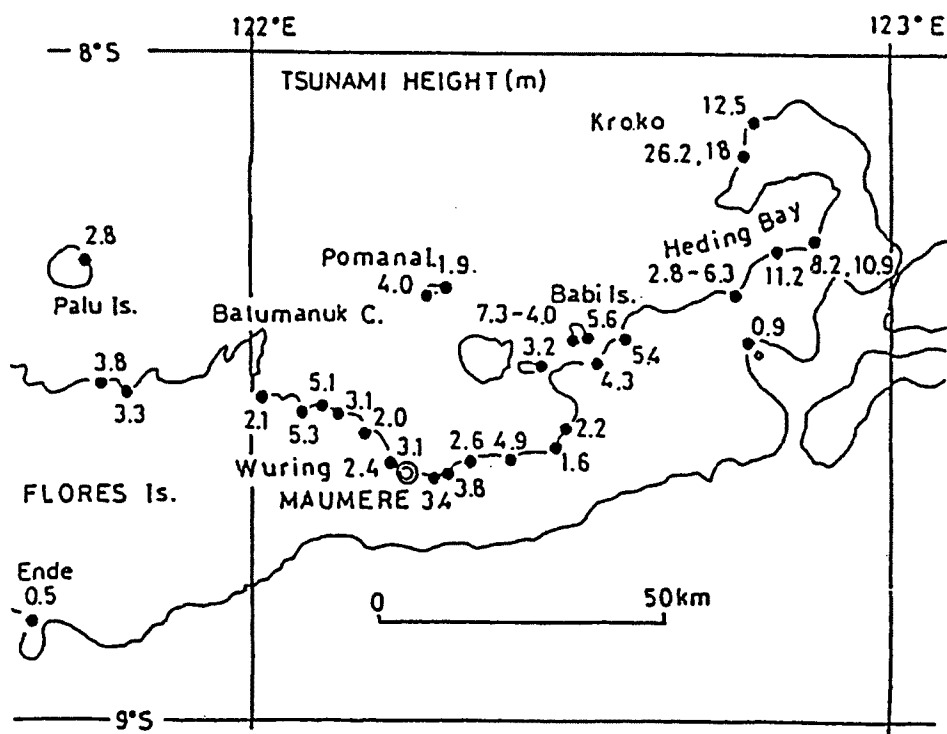 122°E 123°E
8°S
TSUNAMI HEIGHT (m)
Kroko 12.5
26.2, 18
2.8
Palu Is.
Pomanal. 1.9.
4.0
Heding Bay
2.8-6.3 11.2 8.2, 10.9
Balumanuk C.
Babi Is.
7.3-4.0 5.6
3.2 5.4 0.9
4.3
3.8
3.3
2.1 5.1 3.1
5.3 2.0
2.2
1.6
Wuring 2.4 3.1 2.6 4.9
MAUMERE 3.4 3.8
FLORES Is.
Ende
0.5
0 50km
9°S